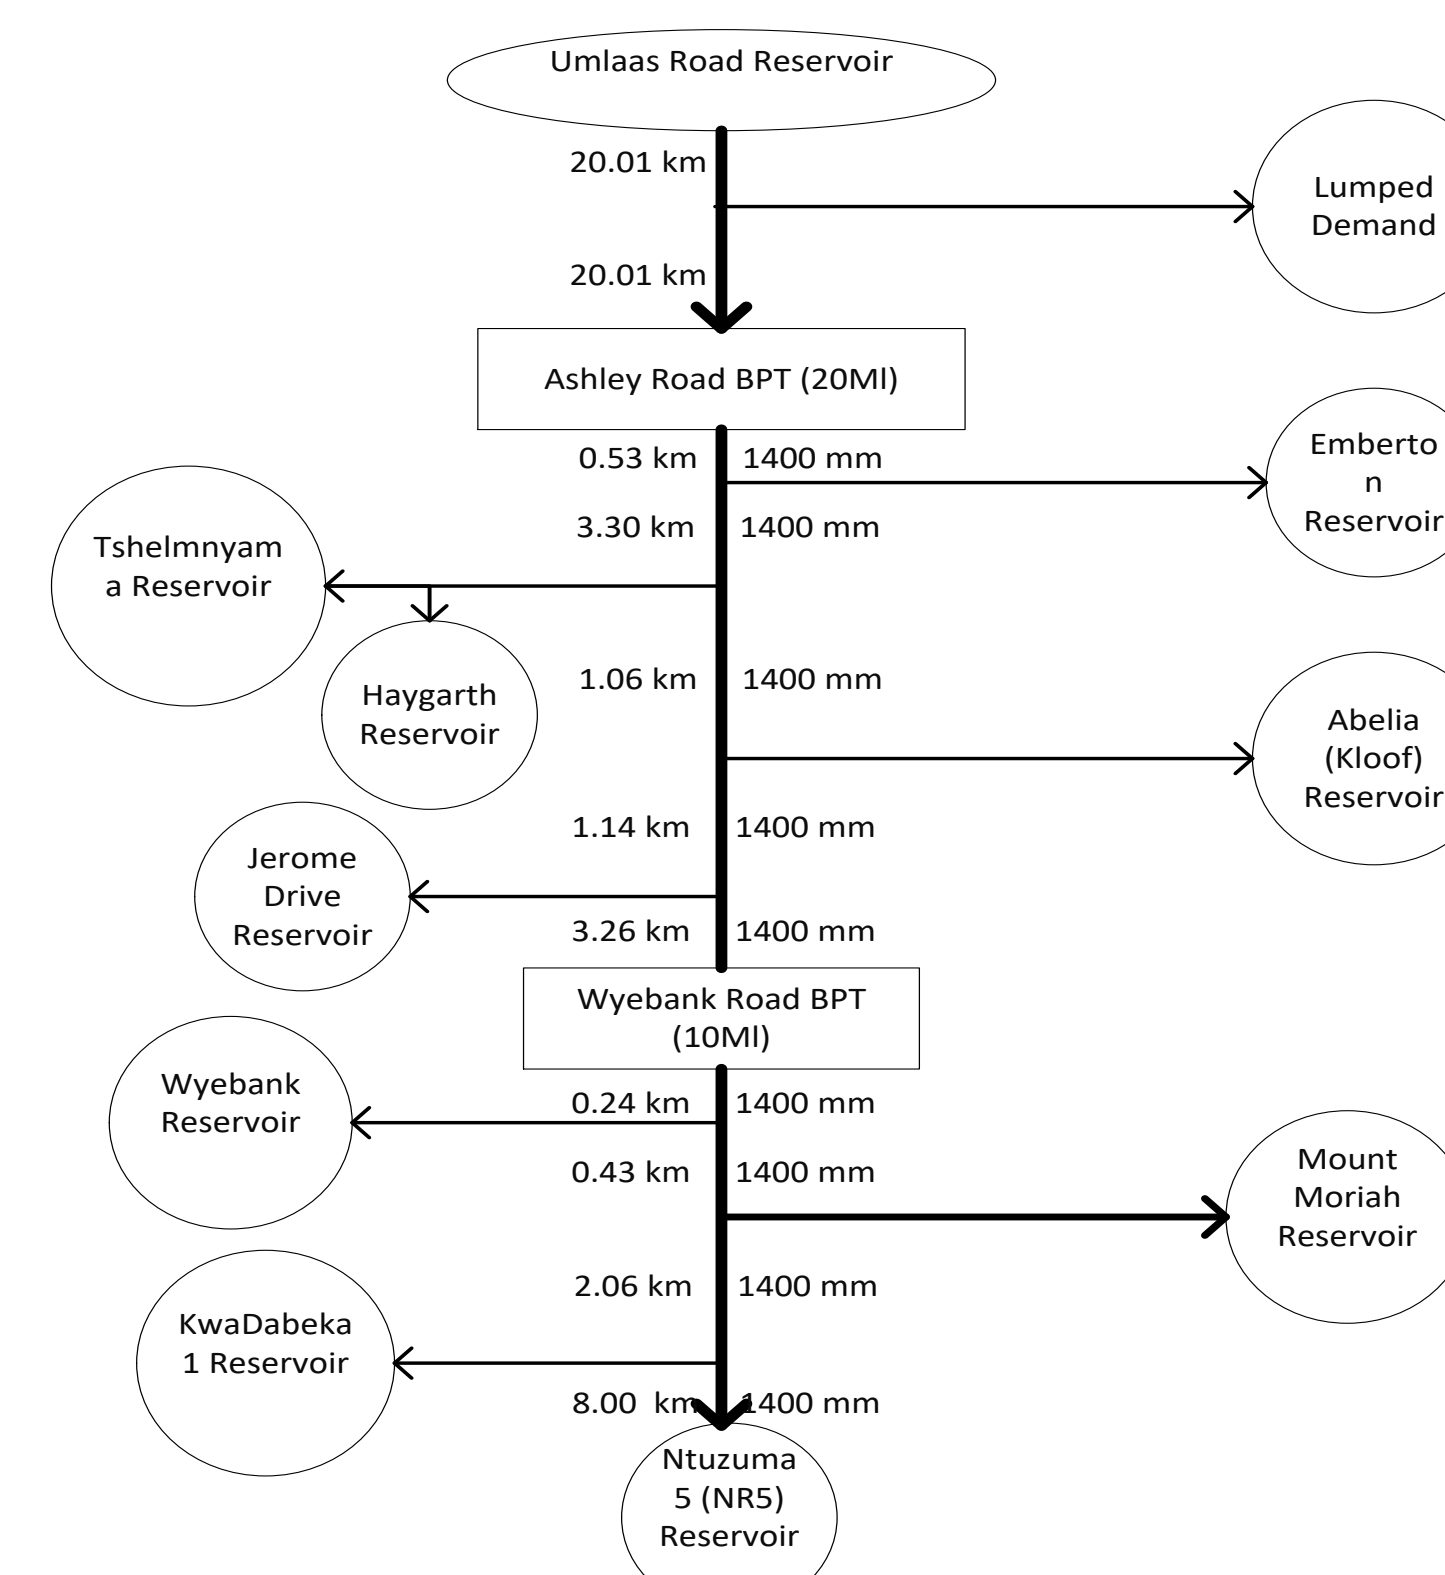 Umlaas Road Reservoir
20.01 km
Lumped
Demand
20.01 km
Ashley Road BPT (20Ml)
0.53 km 1400 mm
Emberto
n
Reservoir
3.30 km 1400 mm
Tshelmnyam
a Reservoir
Haygarth
Reservoir
1.06 km 1400 mm
Abelia
(Kloof)
Reservoir
1.14 km 1400 mm
Jerome
Drive
Reservoir
3.26 km 1400 mm
Wyebank Road BPT
(10Ml)
Wyebank
Reservoir
0.24 km 1400 mm
0.43 km 1400 mm
Mount
Moriah
Reservoir
2.06 km 1400 mm
KwaDabeka
1 Reservoir
8.00 km 1400 mm
Ntuzuma
5 (NR5)
Reservoir